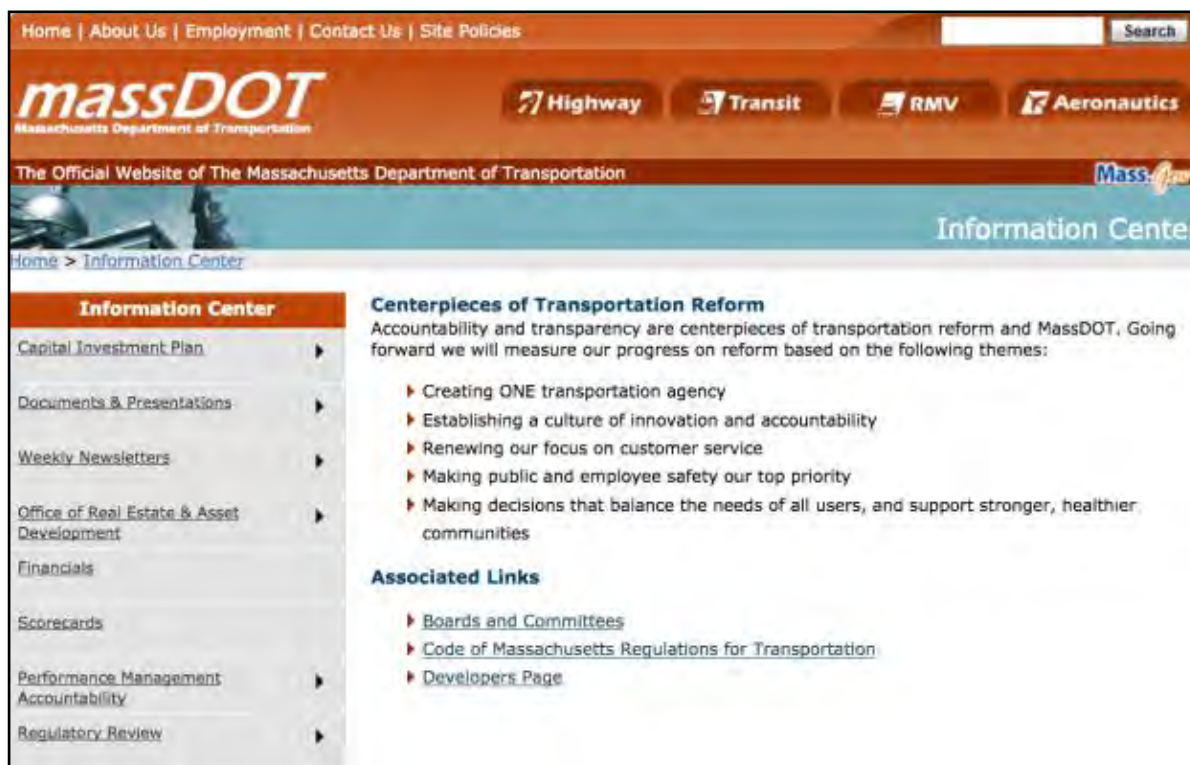 Home | About Us | Employment | Contact Us | Site Policies
Search
massDOT
Massachusetts Department of Transportation
Highway
Transit
RMV
Aeronautics
The Official Website of The Massachusetts Department of Transportation
Mass.Gov
Information Cente
Home > Information Center
Information Center
Capital Investment Plan
Documents & Presentations
Weekly Newsletters
Office of Real Estate & Asset
Development
Financials
Scorecards
Performance Management
Accountability
Regulatory Review
Centerpieces of Transportation Reform
Accountability and transparency are centerpieces of transportation reform and MassDOT. Going
forward we will measure our progress on reform based on the following themes:
Creating ONE transportation agency
Establishing a culture of innovation and accountability
Renewing our focus on customer service
Making public and employee safety our top priority
Making decisions that balance the needs of all users, and support stronger, healthier
communities
Associated Links
Boards and Committees
Code of Massachusetts Regulations for Transportation
Developers Page